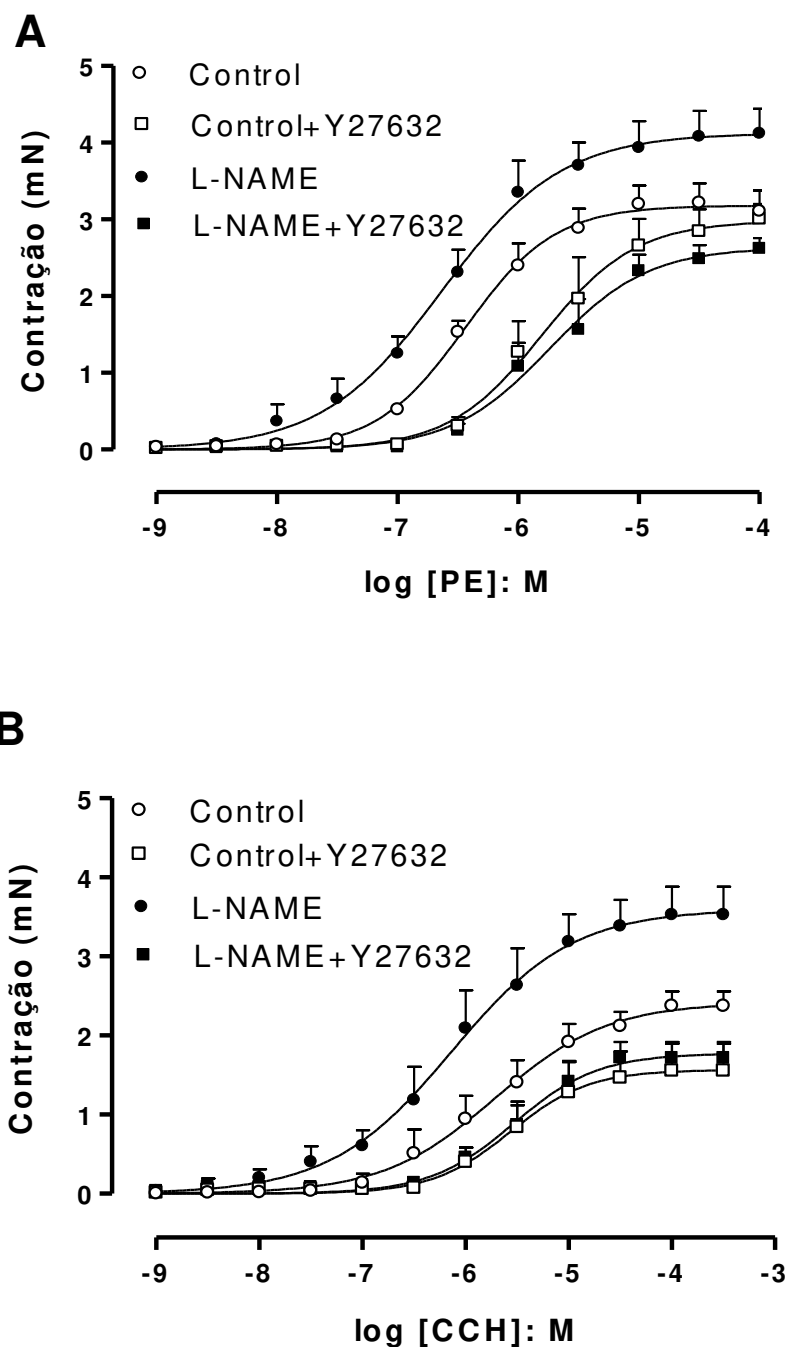 A
5
4
3
2
1
0
Contração (mN)
Control
Control+Y27632
L-NAME
L-NAME+Y27632
-9 -8 -7 -6 -5 -4
log [PE]: M
B
5
4
3
2
1
0
Contração (mN)
Control
Control+Y27632
L-NAME
L-NAME+Y27632
-9 -8 -7 -6 -5 -4 -3
log [CCH]: M